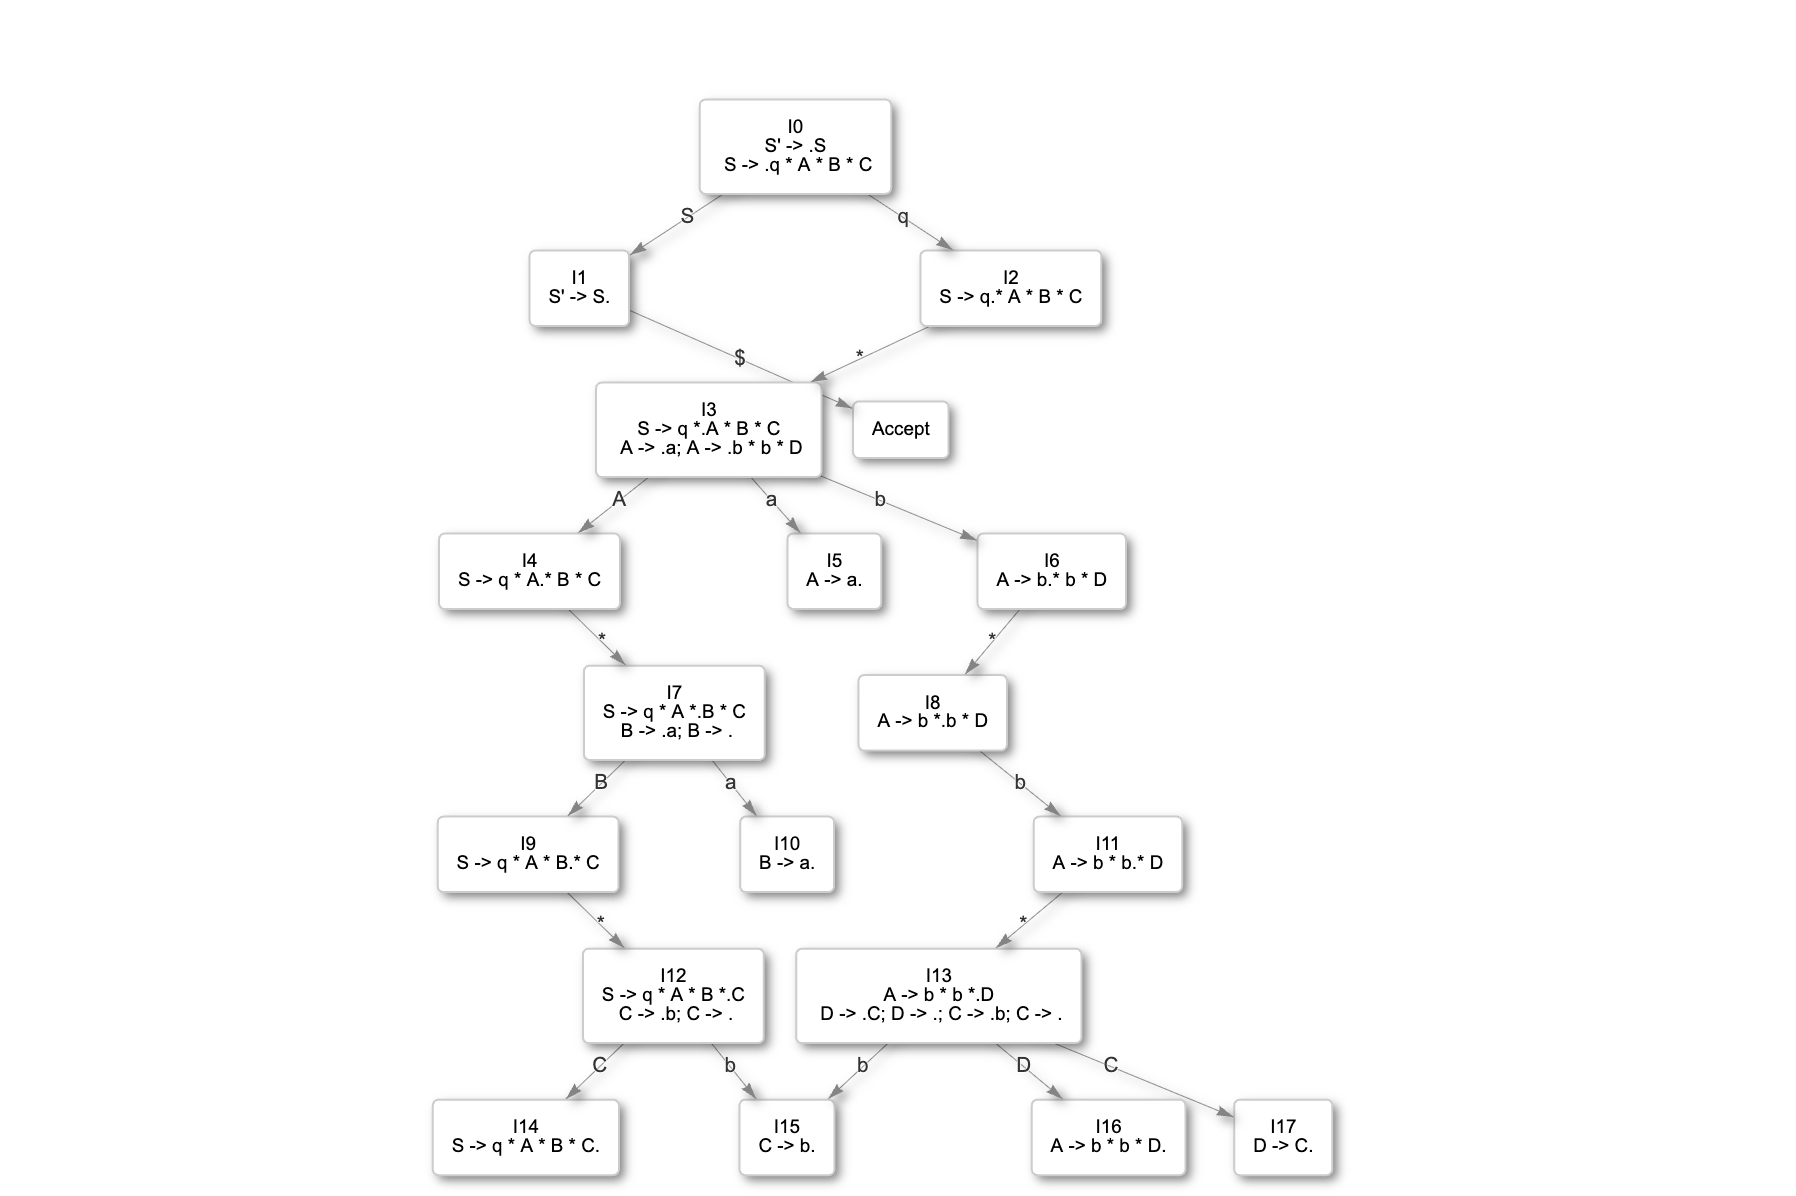 I0
S' -> .S
S -> .q * A * B * C
S
q
I1
S' -> S.
I2
S -> q.* A * B * C
$
*
I3
S -> q *.A * B * C
A -> .a; A -> .b * b * D
Accept
A
a
b
I4
S -> q * A.* B * C
I5
A -> a.
I6
A -> b.* b * D
*
*
I7
S -> q * A *.B * C
B -> .a; B -> .
I8
A -> b *.b * D
B
a
b
I9
S -> q * A * B.* C
I10
B -> a.
I11
A -> b * b.* D
*
*
I12
S -> q * A * B *.C
C -> .b; C -> .
I13
A -> b * b *.D
D -> .C; D -> .; C -> .b; C -> .
C
b
b
D
C
I14
S -> q * A * B * C.
I15
C -> b.
I16
A -> b * b * D.
I17
D -> C.